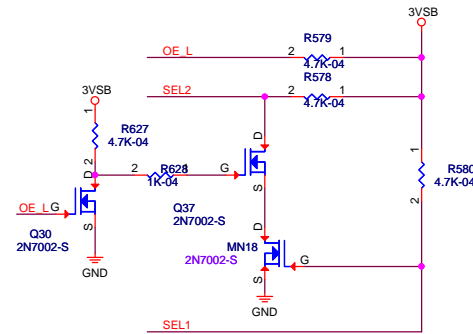 3VSB
R579
OE_L
2
1
4.7K-04
R578
SEL2
2
1
4.7K-04
3VSB
1
R627
4.7K-04
2
D
1
R580
4.7K-04
2
D
R628
2
1
G
1K-04
S
OE_L
G
S
Q37
2N7002-S
Q30
2N7002-S
GND
D
MN18
G
2N7002-S
S
GND
SEL1